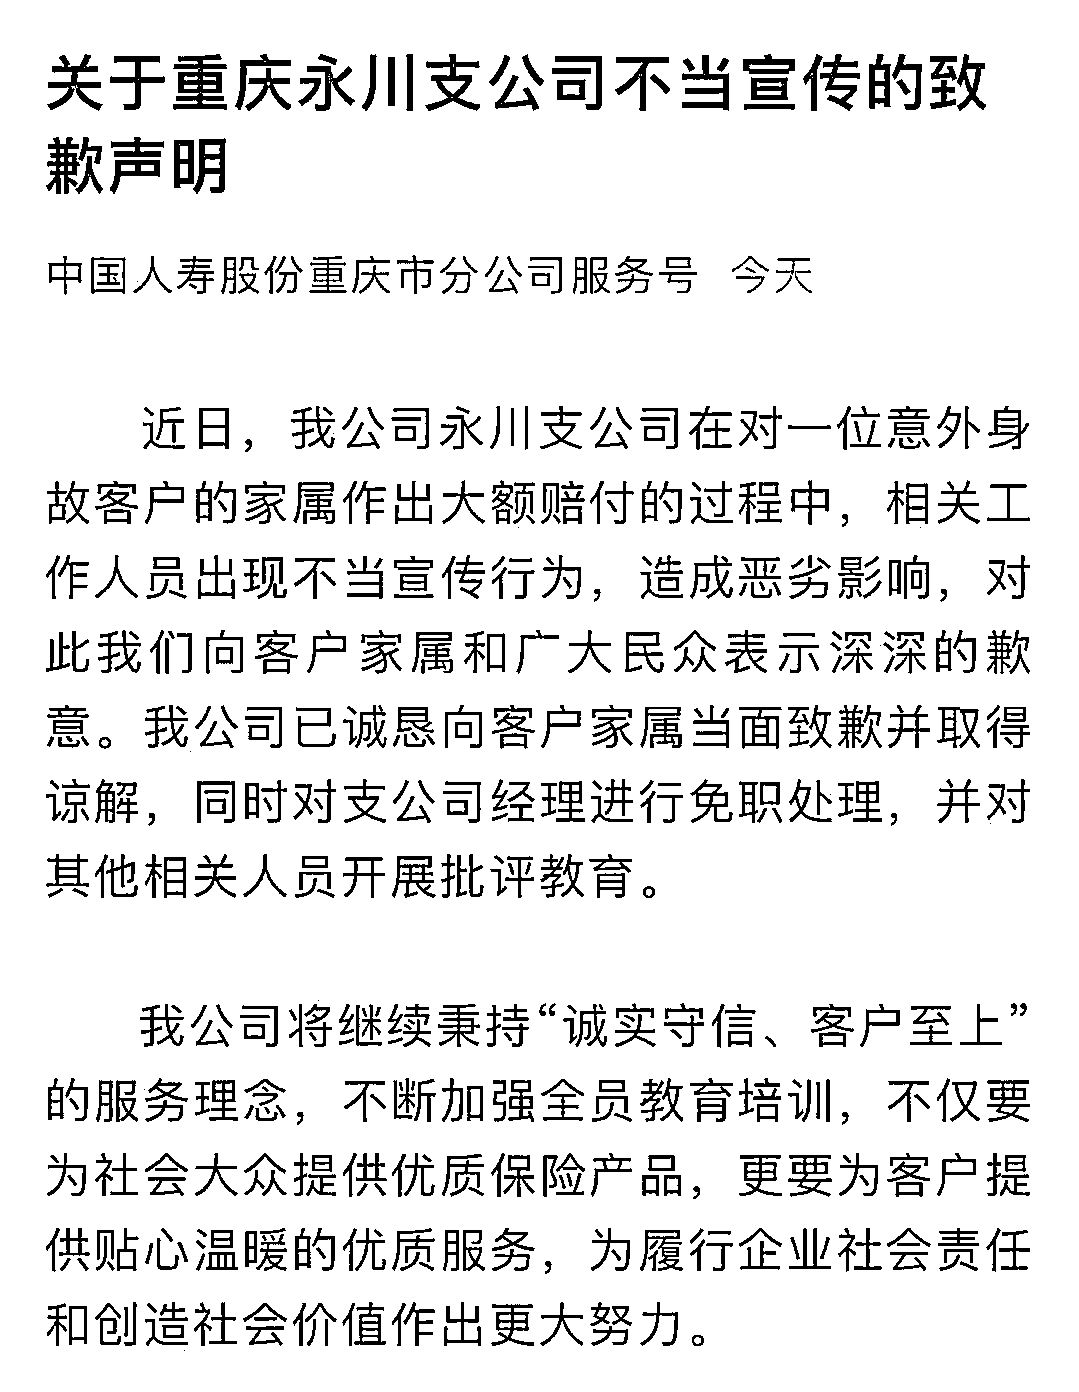 关于重庆永川支公司不当宣传的致
歉声明
中国人寿股份重庆市分公司服务号 今天
近日，我公司永川支公司在对一位意外身
故客户的家属作出大额赔付的过程中，相关工
作人员出现不当宣传行为，造成恶劣影响，对
此我们向客户家属和广大民众表示深深的歉
意。我公司已诚恳向客户家属当面致歉并取得
谅解，同时对支公司经理进行免职处理，并对
其他相关人员开展批评教育。
我公司将继续秉持“诚实守信、客户至上”
的服务理念，不断加强全员教育培训，不仅要
为社会大众提供优质保险产品，更要为客户提
供贴心温暖的优质服务，为履行企业社会责任
和创造社会价值作出更大努力。